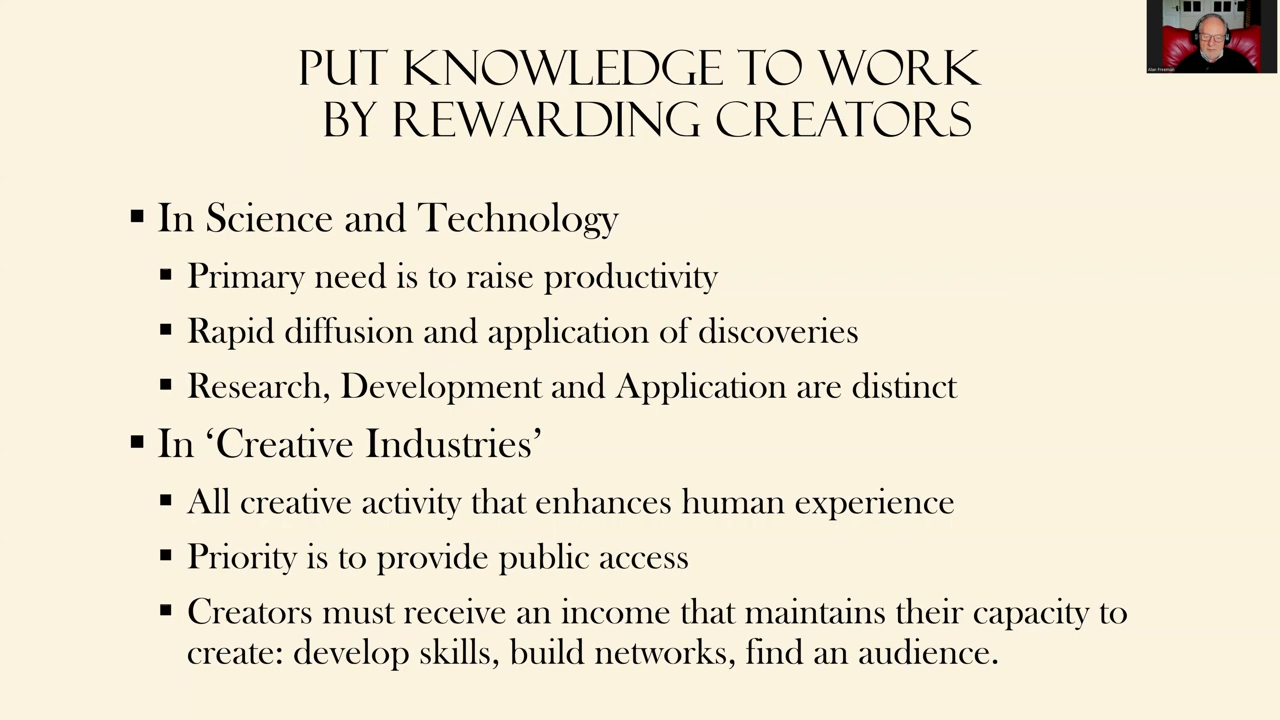 PUT KNOWLEDGE TO WORK
BY REWARDING CREATORS
▪ In Science and Technology
▪ Primary need is to raise productivity
▪ Rapid diffusion and application of discoveries
▪ Research, Development and Application are distinct
▪ In ‘Creative Industries’
▪ All creative activity that enhances human experience
▪ Priority is to provide public access
▪ Creators must receive an income that maintains their capacity to
create: develop skills, build networks, find an audience.
Alan Freeman